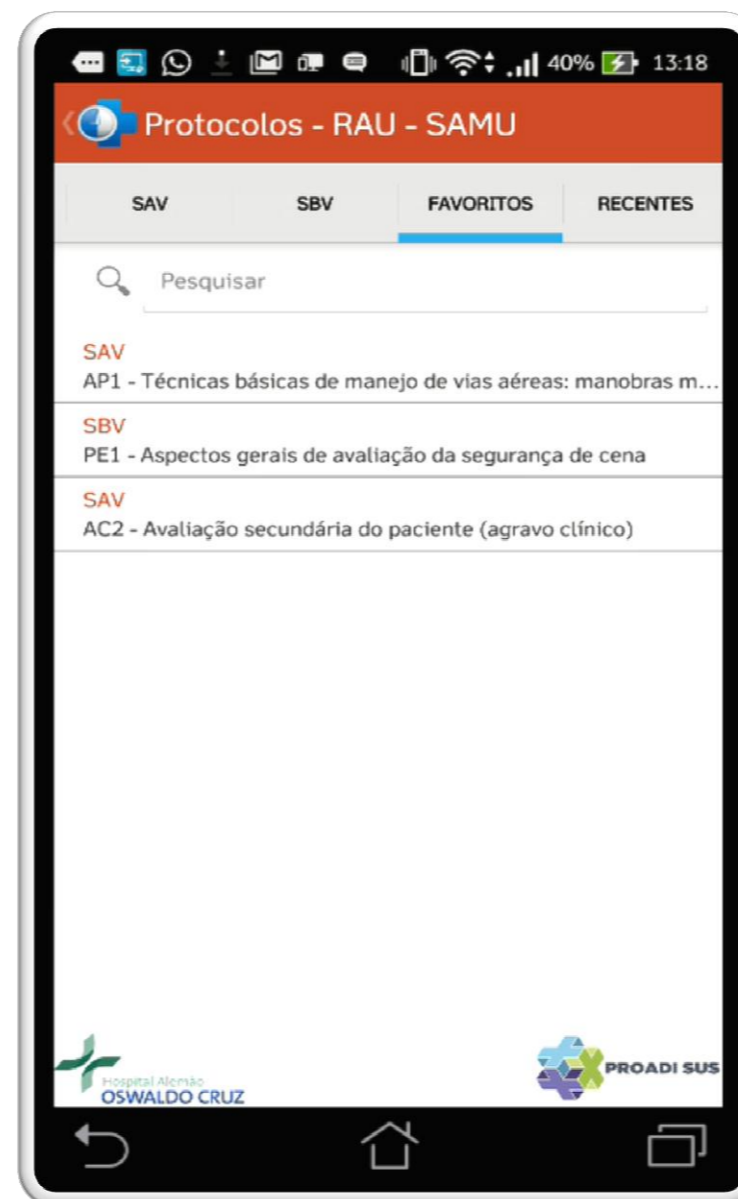 40% 13:18
Protocolos - RAU - SAMU
SAV SBV FAVORITOS RECENTES
Pesquisar
SAV
AP1 - Técnicas básicas de manejo de vias aéreas: manobras m...
SBV
PE1 - Aspectos gerais de avaliação da segurança de cena
SAV
AC2 - Avaliação secundária do paciente (agravo clínico)
Hospital Alemão
OSWALDO CRUZ
PROADI SUS